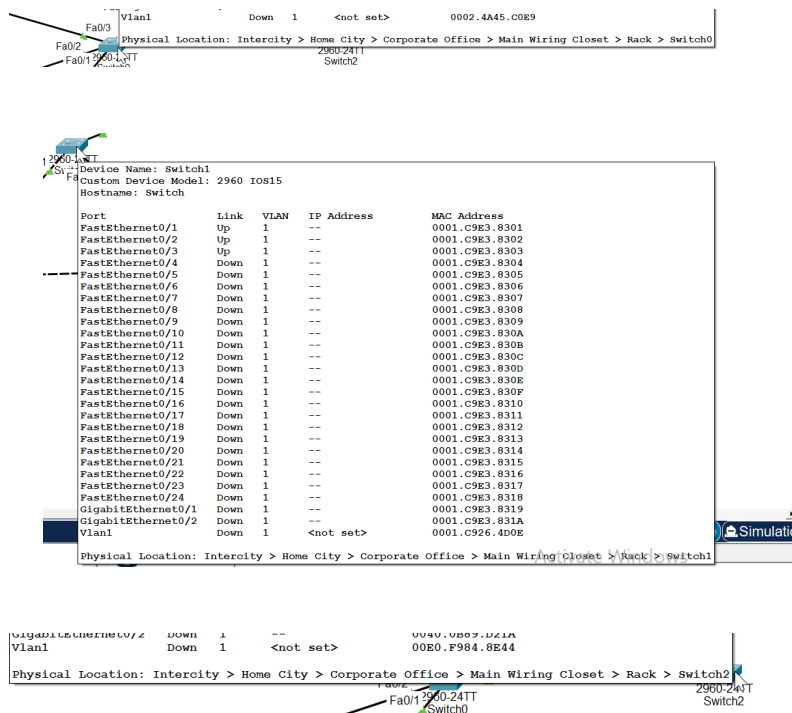 Vlan1 Down 1 <not set> 0002.4A45.C0E9
Fa0/3
Physical Location: Intercity > Home City > Corporate Office > Main Wiring Closet > Rack > Switch0
Fa0/2
Fa0/1
2960-24TT
Switch2
Device Name: Switch1
Custom Device Model: 2960 IOS15
Hostname: Switch
Port Link VLAN IP Address MAC Address
FastEthernet0/1 Up 1 -- 0001.C9E3.8301
FastEthernet0/2 Up 1 -- 0001.C9E3.8302
FastEthernet0/3 Up 1 -- 0001.C9E3.8303
FastEthernet0/4 Down 1 -- 0001.C9E3.8304
FastEthernet0/5 Down 1 -- 0001.C9E3.8305
FastEthernet0/6 Down 1 -- 0001.C9E3.8306
FastEthernet0/7 Down 1 -- 0001.C9E3.8307
FastEthernet0/8 Down 1 -- 0001.C9E3.8308
FastEthernet0/9 Down 1 -- 0001.C9E3.8309
FastEthernet0/10 Down 1 -- 0001.C9E3.830A
FastEthernet0/11 Down 1 -- 0001.C9E3.830B
FastEthernet0/12 Down 1 -- 0001.C9E3.830C
FastEthernet0/13 Down 1 -- 0001.C9E3.830D
FastEthernet0/14 Down 1 -- 0001.C9E3.830E
FastEthernet0/15 Down 1 -- 0001.C9E3.830F
FastEthernet0/16 Down 1 -- 0001.C9E3.8310
FastEthernet0/17 Down 1 -- 0001.C9E3.8311
FastEthernet0/18 Down 1 -- 0001.C9E3.8312
FastEthernet0/19 Down 1 -- 0001.C9E3.8313
FastEthernet0/20 Down 1 -- 0001.C9E3.8314
FastEthernet0/21 Down 1 -- 0001.C9E3.8315
FastEthernet0/22 Down 1 -- 0001.C9E3.8316
FastEthernet0/23 Down 1 -- 0001.C9E3.8317
FastEthernet0/24 Down 1 -- 0001.C9E3.8318
GigabitEthernet0/1 Down 1 -- 0001.C9E3.8319
GigabitEthernet0/2 Down 1 -- 0001.C9E3.831A
Vlan1 Down 1 <not set> 0001.C926.4D0E
Simulatio
Activate Windows
Physical Location: Intercity > Home City > Corporate Office > Main Wiring Closet > Rack > Switch1
GigabitEthernet0/2 Down 1 -- 0040.0B89.D21A
Vlan1 Down 1 <not set> 00E0.F984.8E44
Physical Location: Intercity > Home City > Corporate Office > Main Wiring Closet > Rack > Switch2
Fa0/2
2960-24TT
Switch2
Fa0/1
2960-24TT
Switch0